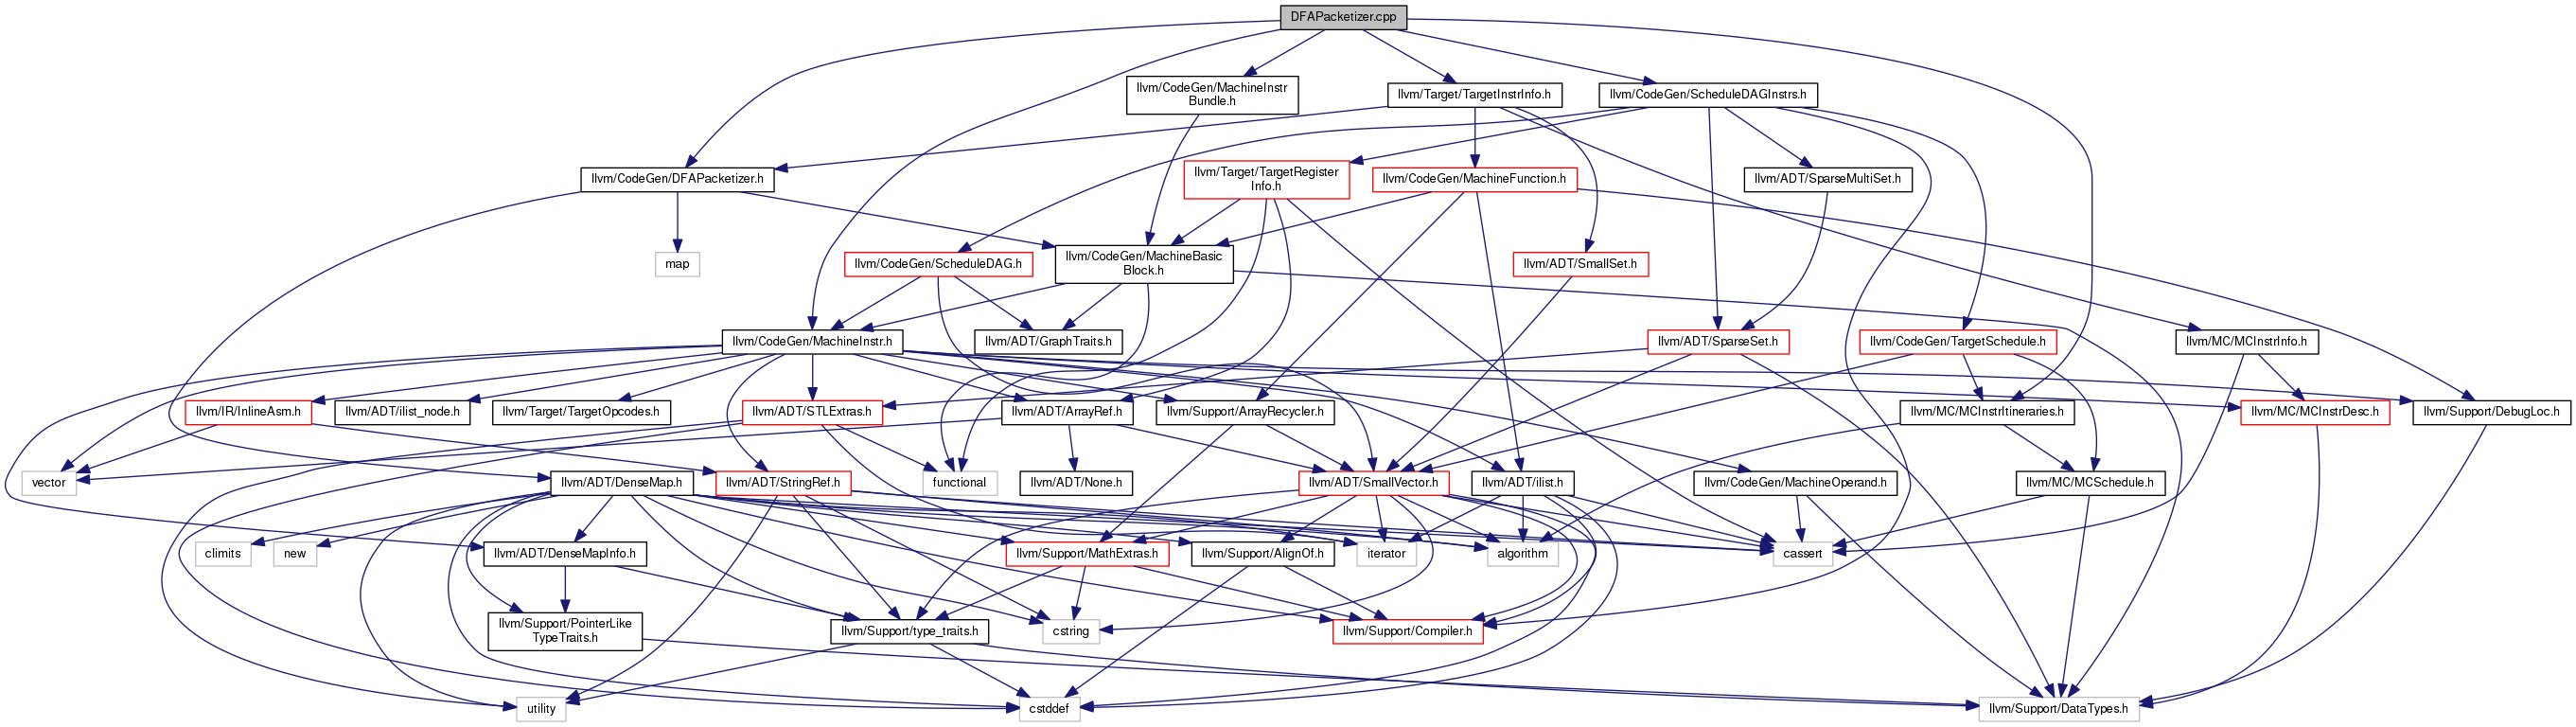 DFAPacketizer.cpp
llvm/CodeGen/MachineInstr
Bundle.h
llvm/Target/TargetInstrInfo.h
llvm/CodeGen/ScheduleDAGInstrs.h
llvm/CodeGen/DFAPacketizer.h
llvm/Target/TargetRegister
Info.h
llvm/CodeGen/MachineFunction.h
llvm/ADT/SparseMultiSet.h
map
llvm/CodeGen/ScheduleDAG.h
llvm/CodeGen/MachineBasic
Block.h
llvm/ADT/SmallSet.h
llvm/CodeGen/MachineInstr.h
llvm/ADT/GraphTraits.h
llvm/ADT/SparseSet.h
llvm/CodeGen/TargetSchedule.h
llvm/MC/MCInstrInfo.h
llvm/IR/InlineAsm.h
llvm/ADT/ilist_node.h
llvm/Target/TargetOpcodes.h
llvm/ADT/STLExtras.h
llvm/ADT/ArrayRef.h
llvm/Support/ArrayRecycler.h
llvm/MC/MCInstrItineraries.h
llvm/MC/MCInstrDesc.h
llvm/Support/DebugLoc.h
vector
llvm/ADT/DenseMap.h
llvm/ADT/StringRef.h
functional
llvm/ADT/None.h
llvm/ADT/SmallVector.h
llvm/ADT/ilist.h
llvm/CodeGen/MachineOperand.h
llvm/MC/MCSchedule.h
climits
new
llvm/ADT/DenseMapInfo.h
llvm/Support/MathExtras.h
llvm/Support/AlignOf.h
iterator
algorithm
cassert
llvm/Support/PointerLike
TypeTraits.h
llvm/Support/type_traits.h
cstring
llvm/Support/Compiler.h
utility
cstddef
llvm/Support/DataTypes.h